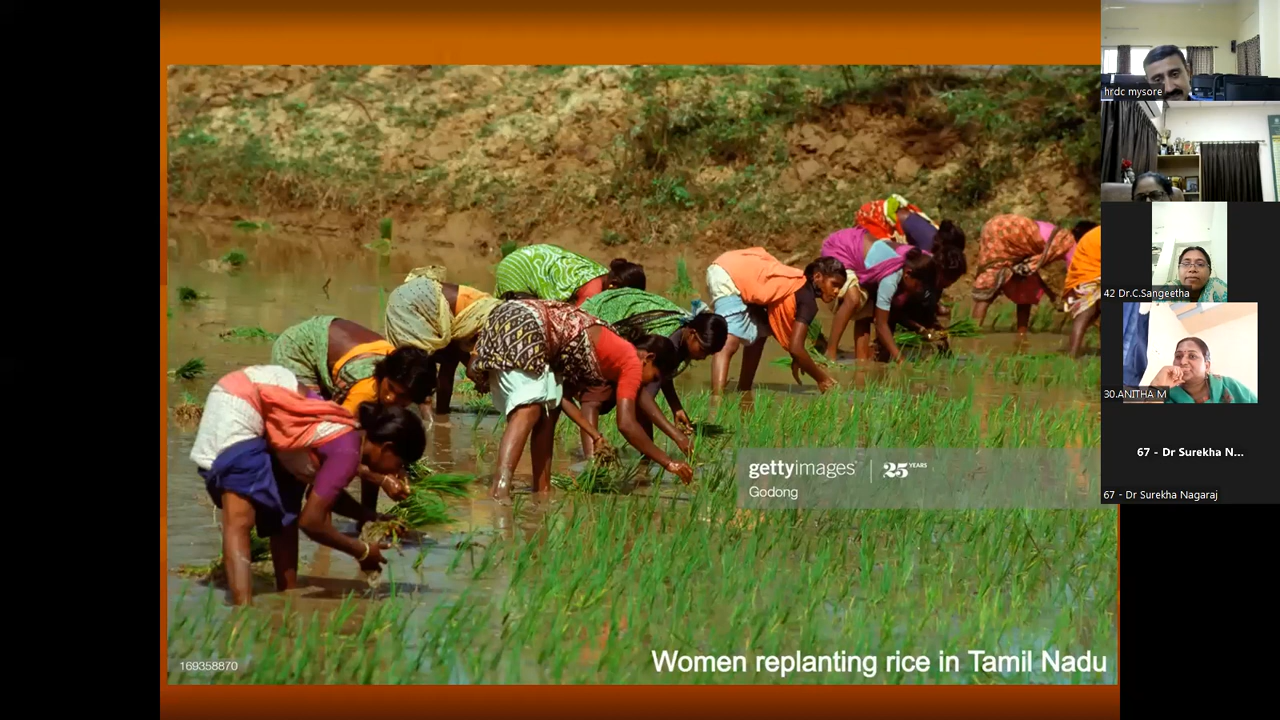 gettyimages 25 YEARS
Godong
169358870
Women replanting rice in Tamil Nadu
hrdc mysore
42 Dr.C.Sangeetha
30.ANITHA M
67 - Dr Surekha N...
67 - Dr Surekha Nagaraj